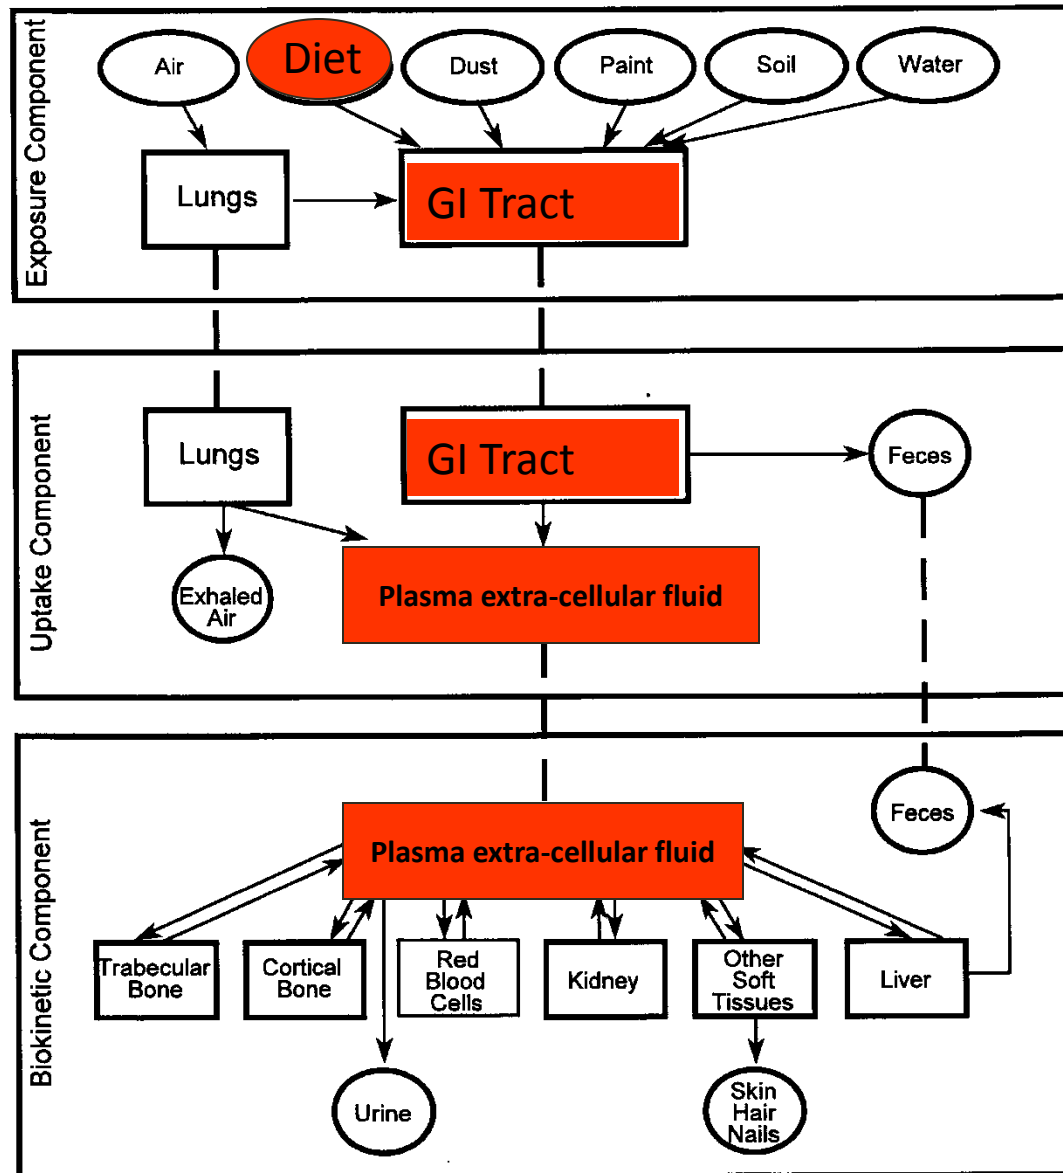 Exposure Component
Air
Diet
Dust
Paint
Soil
Water
Lungs
GI Tract
Uptake Component
Lungs
GI Tract
Feces
Exhaled
Air
Plasma extra-cellular fluid
Biokinetic Component
Plasma extra-cellular fluid
Feces
Trabecular
Bone
Cortical
Bone
Red
Blood
Cells
Kidney
Other
Soft
Tissues
Liver
Urine
Skin
Hair
Nails